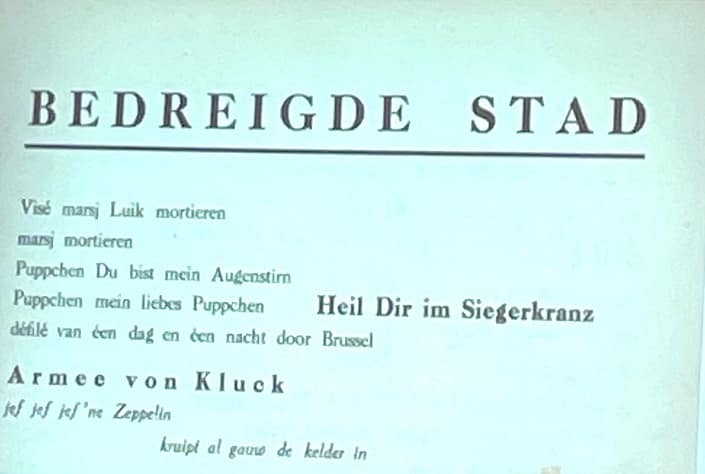 BEDREIGDE STAD
Visé marsj Luik mortieren
marsj mortieren
Puppchen Du bist mein Augenstirn
Puppchen mein liebes Puppchen Heil Dir im Siegerkranz
défilé van éen dag en éen nacht door Brussel
Armee von Kluck
jef jef jef 'ne Zeppelin
kruipt al gauw de kelder in